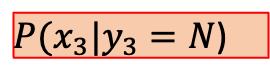 P(x₃|y₃ = N)